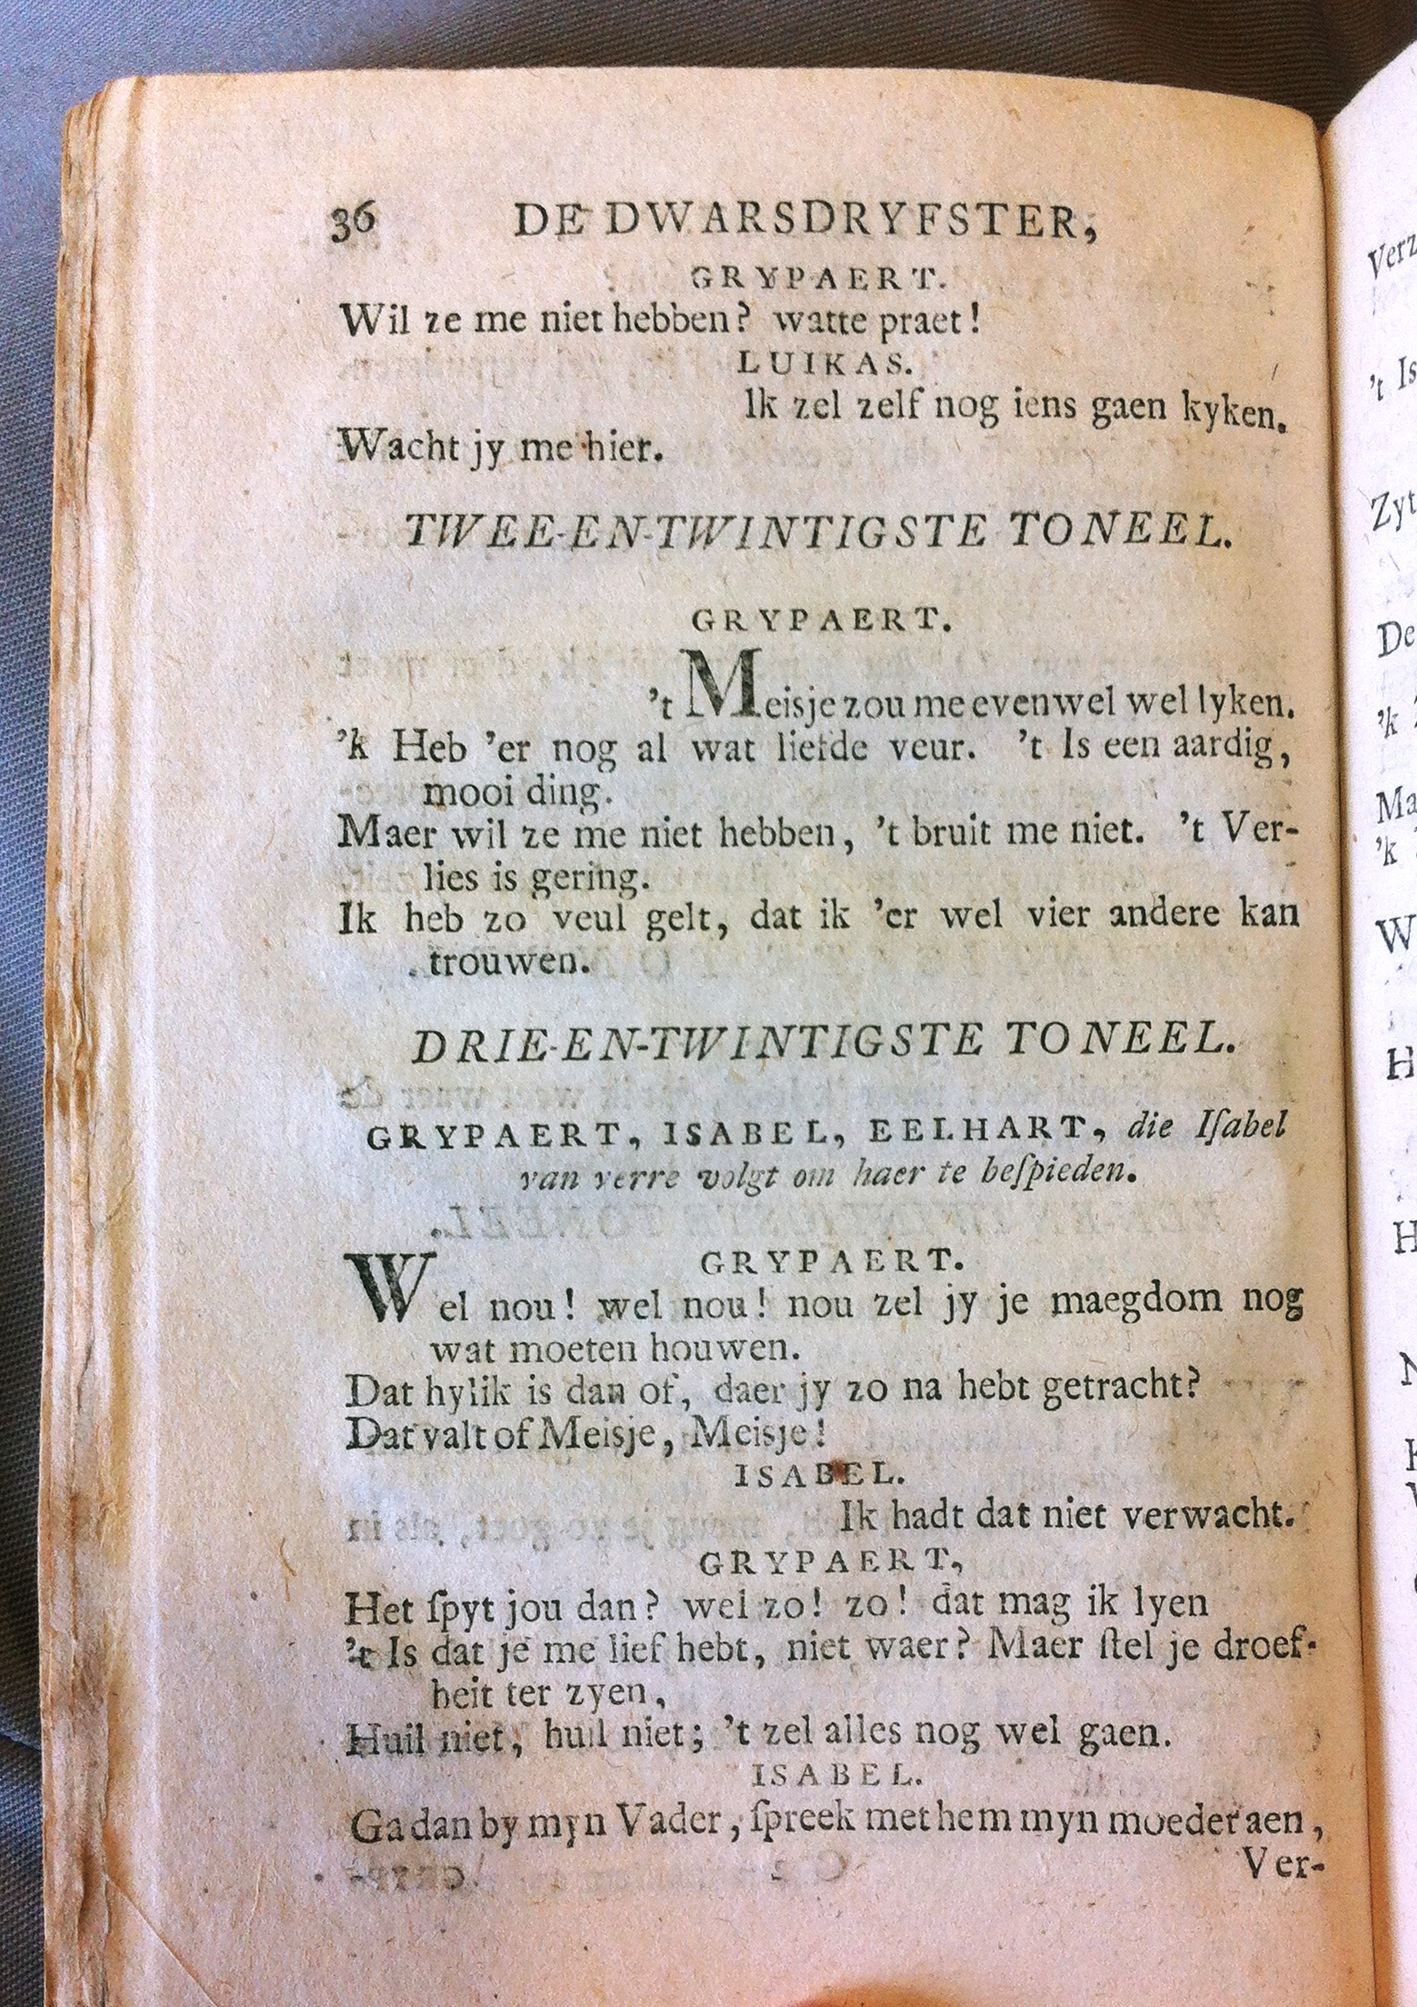 36 DE DWARSDRYFSTER,
GRYPAERT.
Wil ze me niet hebben? watte praet!
LUIKAS.
Ik zel zelf nog iens gaen kyken.
Wacht jy me hier.
TWEE-EN-TWINTIGSTE TONEEL.
GRYPAERT.
't Meisje zou me evenwel wel lyken.
'k Heb 'er nog al wat liefde veur. 't Is een aardig,
mooi ding.
Maer wil ze me niet hebben, 't bruit me niet. 't Ver-
lies is gering.
Ik heb zo veul gelt, dat ik 'er wel vier andere kan
trouwen.
DRIE-EN-TWINTIGSTE TONEEL.
GRYPAERT, ISABEL, EELHART, die Iſabel
van verre volgt om haer te beſpieden.
GRYPAERT.
Wel nou! wel nou! nou zel jy je maegdom nog
wat moeten houwen.
Dat hylik is dan of, daer jy zo na hebt getracht?
Dat valt of Meisje, Meisje!
ISABEL.
Ik hadt dat niet verwacht.
GRYPAERT,
Het ſpyt jou dan? wel zo! zo! dat mag ik lyen
't Is dat je me lief hebt, niet waer? Maer ſtel je droef-
heit ter zyen,
Huil niet, huil niet; 't zel alles nog wel gaen.
ISABEL.
Ga dan by myn Vader, ſpreek met hem myn moeder aen,
Ver-
Verz
't Is
Zyt
De
'k
Ma
'k
W
H
H